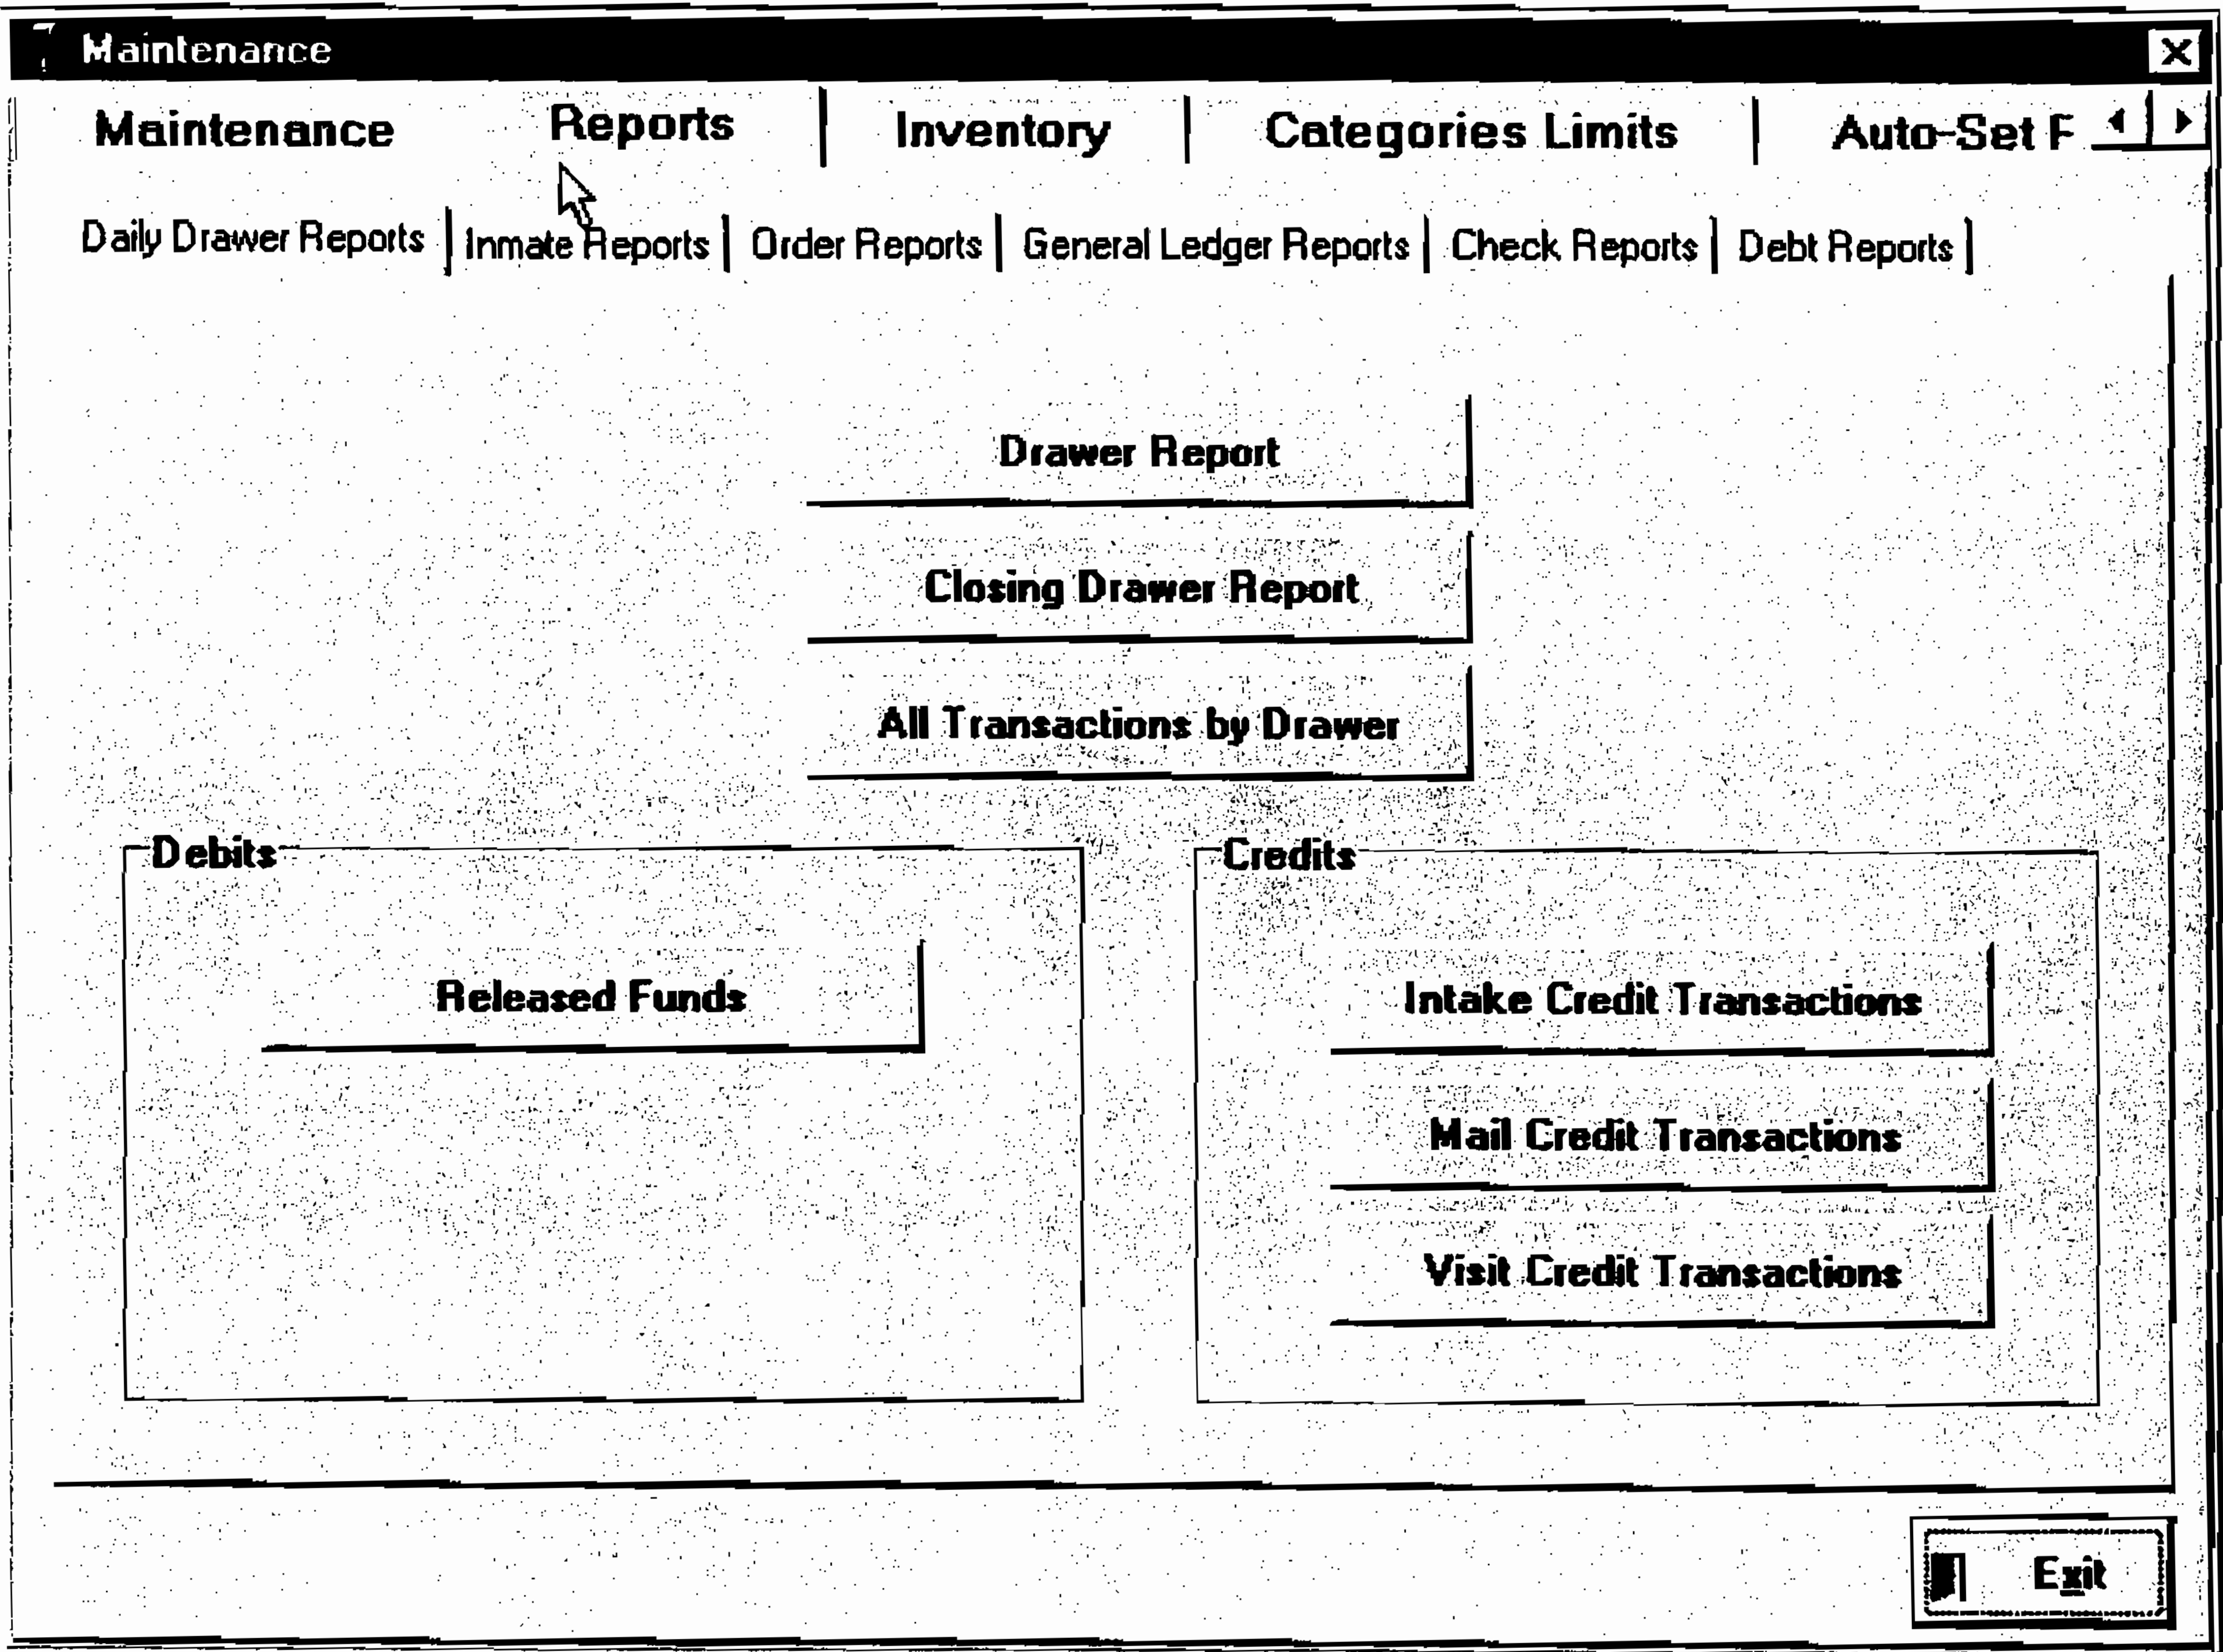 Maintenance
Maintenance Reports Inventory Categories Limits Auto-Set F
Daily Drawer Reports Inmate Reports Order Reports General Ledger Reports Check Reports Debt Reports
Drawer Report
Closing Drawer Report
All Transactions by Drawer
Debits Credits
Released Funds Intake Credit Transactions
Mail Credit Transactions
Visit Credit Transactions
Exit